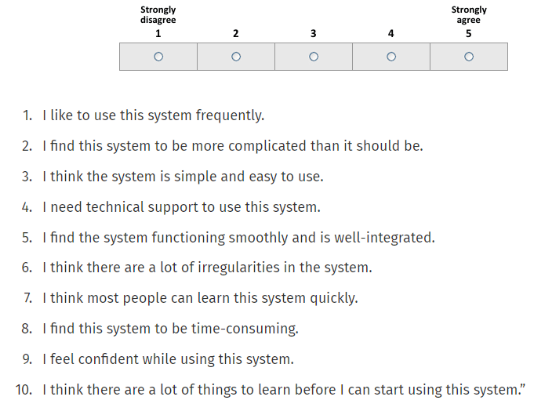 Strongly disagree Strongly agree
1 2 3 4 5
1. I like to use this system frequently.
2. I find this system to be more complicated than it should be.
3. I think the system is simple and easy to use.
4. I need technical support to use this system.
5. I find the system functioning smoothly and is well-integrated.
6. I think there are a lot of irregularities in the system.
7. I think most people can learn this system quickly.
8. I find this system to be time-consuming.
9. I feel confident while using this system.
10. I think there are a lot of things to learn before I can start using this system.”